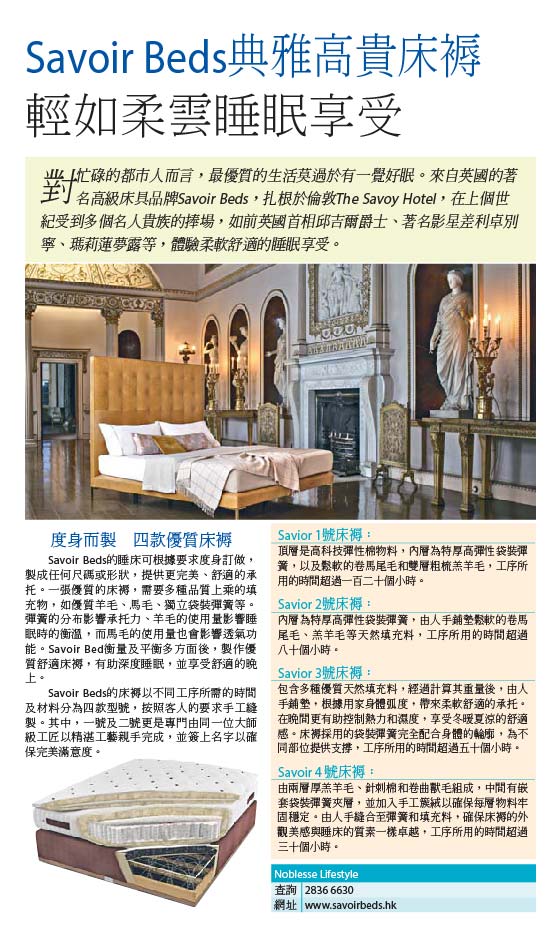 Savoir Beds典雅高貴床褥
輕如柔雲睡眠享受
對忙碌的都市人而言，最優質的生活莫過於有一覺好眠。來自英國的著
名高級床具品牌Savoir Beds，扎根於倫敦The Savoy Hotel，在上個世
紀受到多個名人貴族的捧場，如前英國首相邱吉爾爵士、著名影星差利卓別
寧、瑪莉蓮夢露等，體驗柔軟舒適的睡眠享受。
度身而製　四款優質床褥
Savoir Beds的睡床可根據要求度身訂做，
製成任何尺碼或形狀，提供更完美、舒適的承
托。一張優質的床褥，需要多種品質上乘的填
充物，如優質羊毛、馬毛、獨立袋裝彈簧等。
彈簧的分布影響承托力、羊毛的使用量影響睡
眠時的衡溫，而馬毛的使用量也會影響透氣功
能。Savoir Bed衡量及平衡多方面後，製作優
質舒適床褥，有助深度睡眠，並享受舒適的晚
上。
Savoir Beds的床褥以不同工序所需的時間
及材料分為四款型號，按照客人的要求手工縫
製。其中，一號及二號更是專門由同一位大師
級工匠以精湛工藝親手完成，並簽上名字以確
保完美滿意度。
Savior 1號床褥：
頂層是高科技彈性棉物料，內層為特厚高彈性袋裝彈
簧，以及鬆軟的卷馬尾毛和雙層粗梳羔羊毛，工序所
用的時間超過一百二十個小時。
Savior 2號床褥：
內層為特厚高彈性袋裝彈簧，由人手鋪墊鬆軟的卷馬
尾毛、羔羊毛等天然填充料，工序所用的時間超過
八十個小時。
Savior 3號床褥：
包含多種優質天然填充料，經過計算其重量後，由人
手鋪墊，根據用家身體弧度，帶來柔軟舒適的承托。
在晚間更有助控制熱力和濕度，享受冬暖夏涼的舒適
感。床褥採用的袋裝彈簧完全配合身體的輪廓，為不
同部位提供支撐，工序所用的時間超過五十個小時。
Savoir 4號床褥：
由兩層厚羔羊毛、針刺棉和卷曲獸毛組成，中間有嵌
套袋裝彈簧夾層，並加入手工簇絨以確保每層物料牢
固穩定。由人手縫合至彈簧和填充料，確保床褥的外
觀美感與睡床的質素一樣卓越，工序所用的時間超過
三十個小時。
Noblesse Lifestyle
查詢 2836 6630
網址 www.savoirbeds.hk